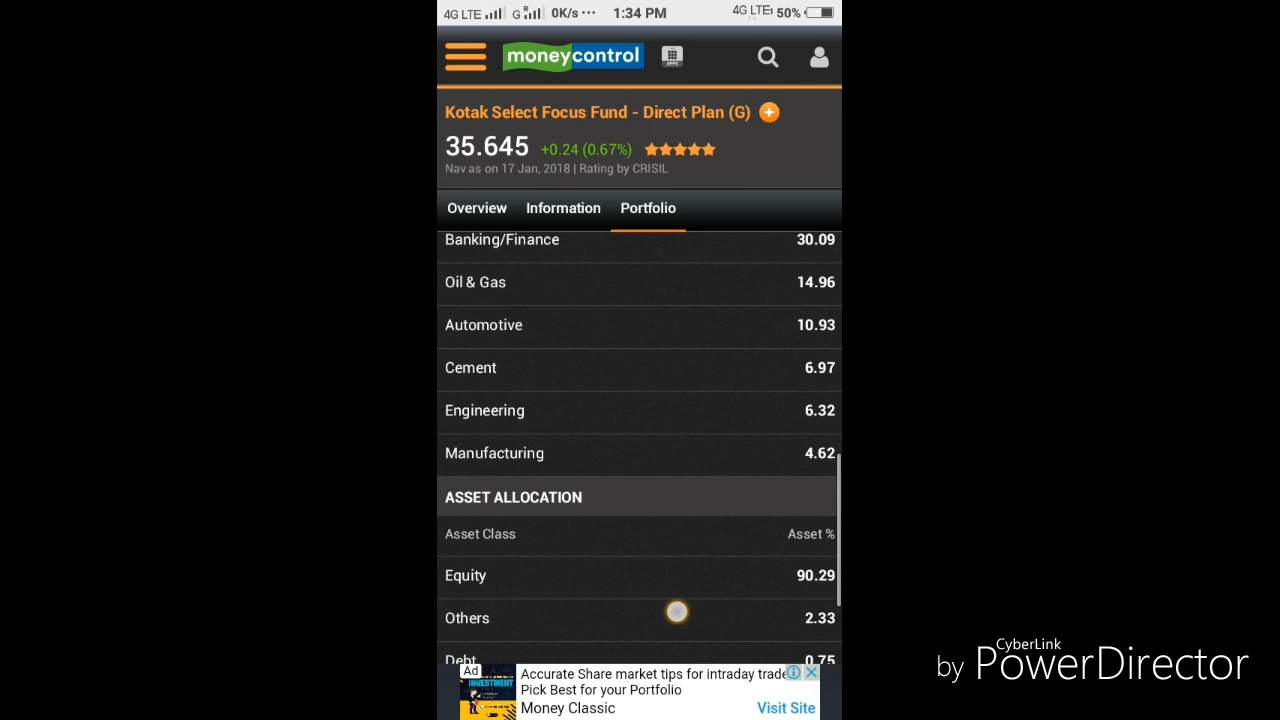 4G LTE G R 0K/s ··· 1:34 PM 4G LTE 50%
moneycontrol APPS
Kotak Select Focus Fund - Direct Plan (G) +
35.645 +0.24 (0.67%) ★★★★★
Nav as on 17 Jan, 2018 | Rating by CRISIL
Overview Information Portfolio
Banking/Finance 30.09
Oil & Gas 14.96
Automotive 10.93
Cement 6.97
Engineering 6.32
Manufacturing 4.62
ASSET ALLOCATION
Asset Class Asset %
Equity 90.29
Others 2.33
Debt 0.75
Ad
INVESTMENT
Accurate Share market tips for intraday trade
Pick Best for your Portfolio
Money Classic Visit Site
CyberLink
by PowerDirector